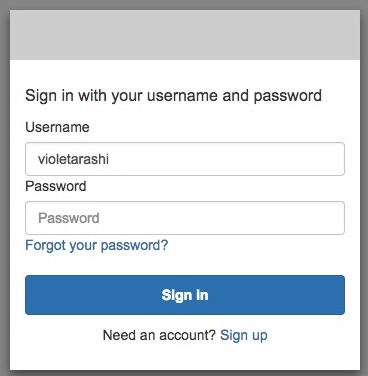 Sign in with your username and password
Username
violetarashi
Password
Password
Forgot your password?
Sign in
Need an account? Sign up